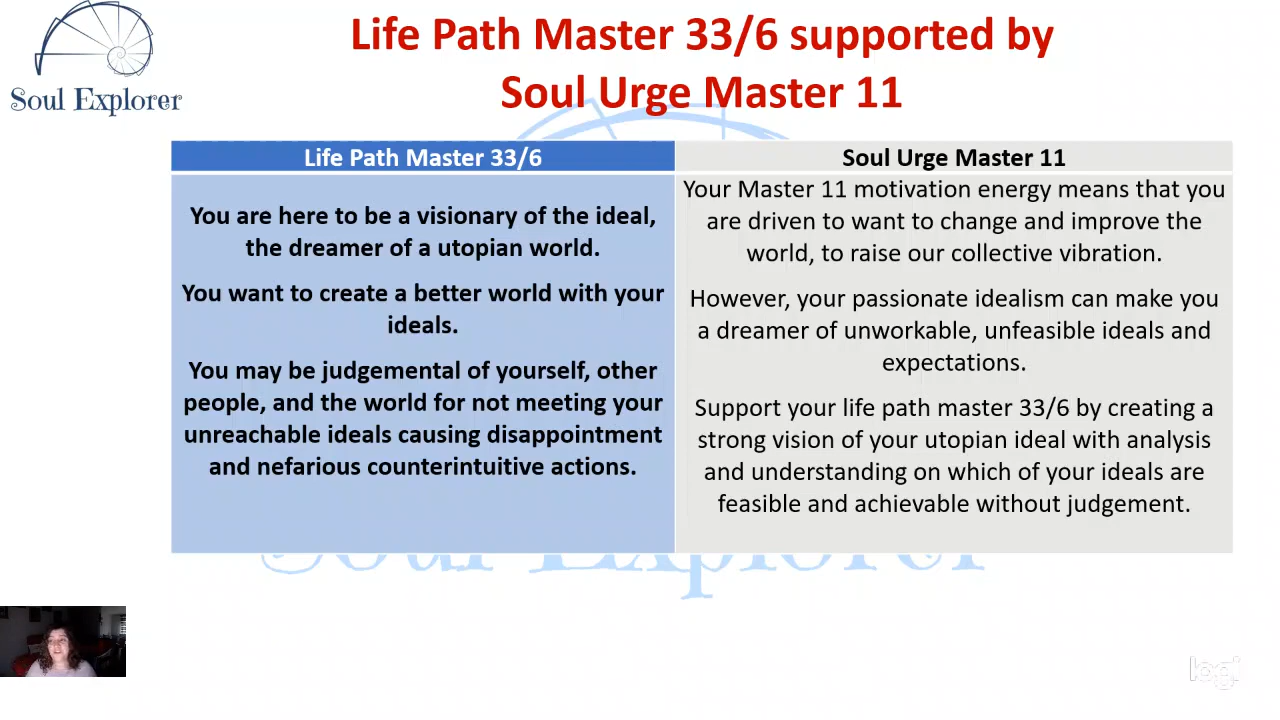 Life Path Master 33/6 supported by
Soul Urge Master 11
Soul Explorer
Life Path Master 33/6
You are here to be a visionary of the ideal,
the dreamer of a utopian world.
You want to create a better world with your
ideals.
You may be judgemental of yourself, other
people, and the world for not meeting your
unreachable ideals causing disappointment
and nefarious counterintuitive actions.
Soul Urge Master 11
Your Master 11 motivation energy means that you
are driven to want to change and improve the
world, to raise our collective vibration.
However, your passionate idealism can make you
a dreamer of unworkable, unfeasible ideals and
expectations.
Support your life path master 33/6 by creating a
strong vision of your utopian ideal with analysis
and understanding on which of your ideals are
feasible and achievable without judgement.
Soul Explorer